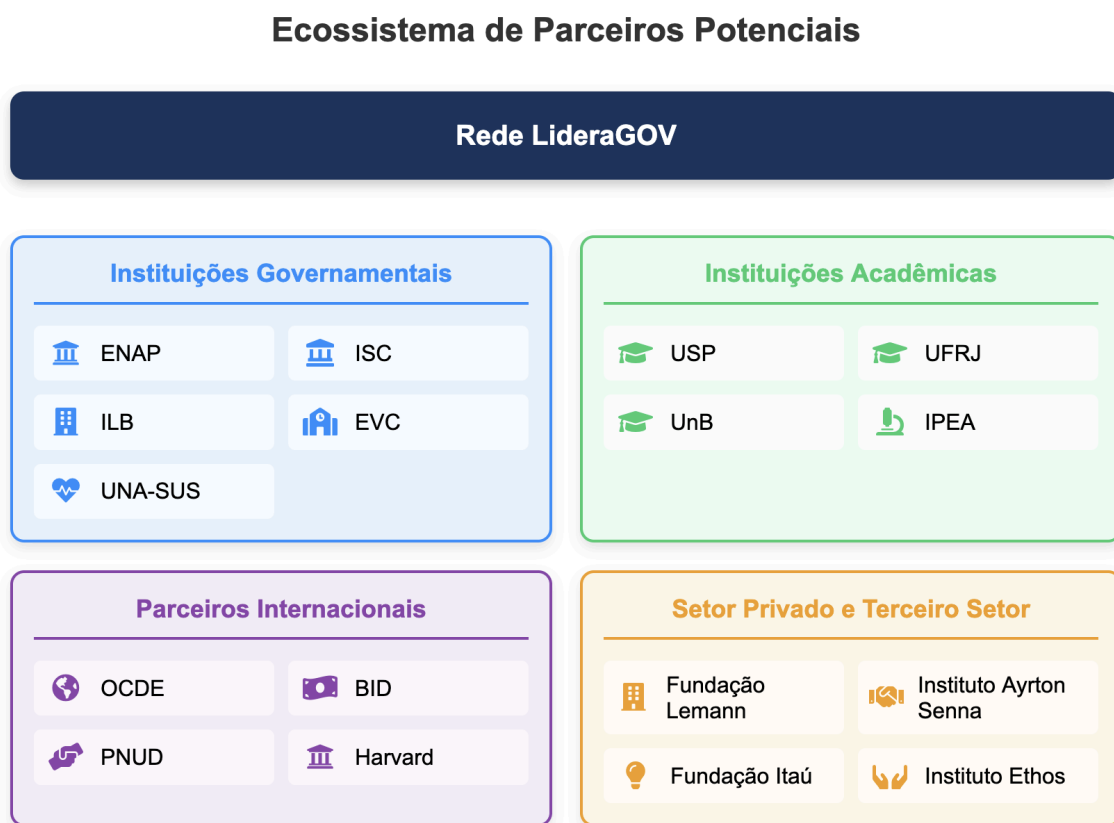 Ecossistema de Parceiros Potenciais
Rede LideraGOV
Instituições Governamentais
ENAP
ISC
ILB
EVC
UNA-SUS
Instituições Acadêmicas
USP
UFRJ
UnB
IPEA
Parceiros Internacionais
OCDE
BID
PNUD
Harvard
Setor Privado e Terceiro Setor
Fundação
Lemann
Instituto Ayrton
Senna
Fundação Itaú
Instituto Ethos